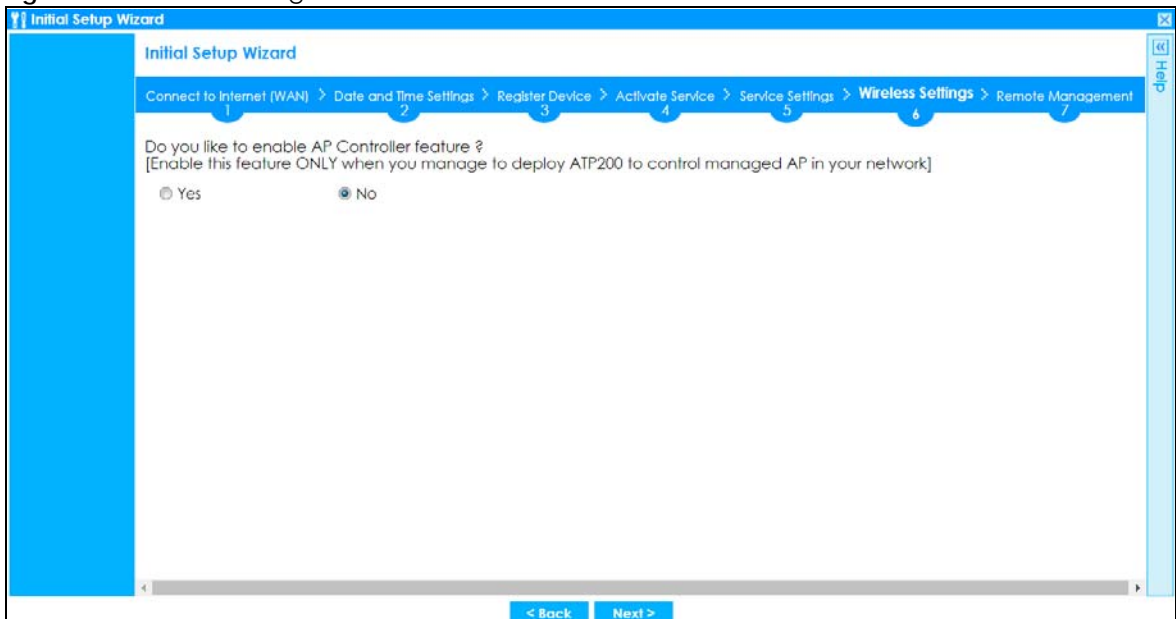 Initial Setup Wizard
Initial Setup Wizard
Help
Connect to Internet (WAN) > Date and Time Settings > Register Device > Activate Service > Service Settings > Wireless Settings > Remote Management
1 2 3 4 5 6 7
Do you like to enable AP Controller feature ?
[Enable this feature ONLY when you manage to deploy ATP200 to control managed AP in your network]
Yes No
< Back Next >